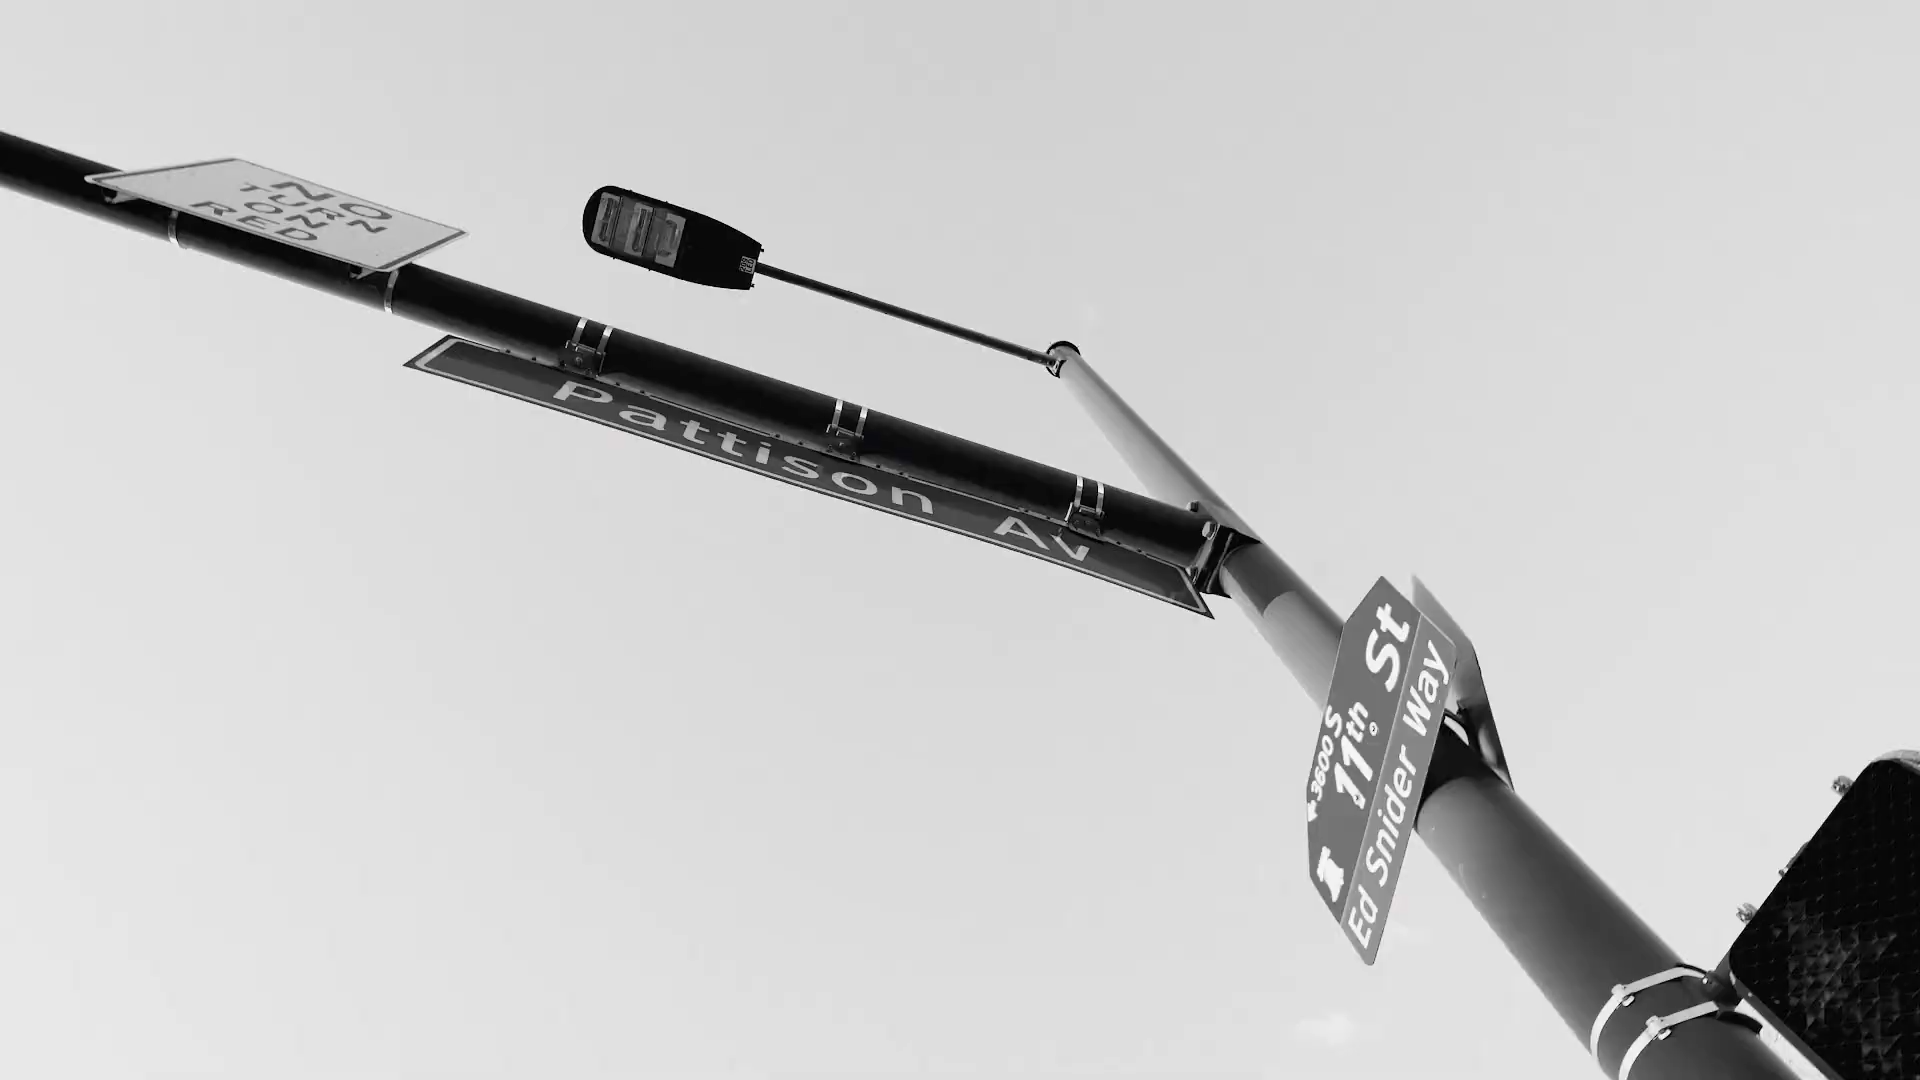 NO
TURN
ON
RED
Pattison Av
3600 S
11th St
Ed Snider Way